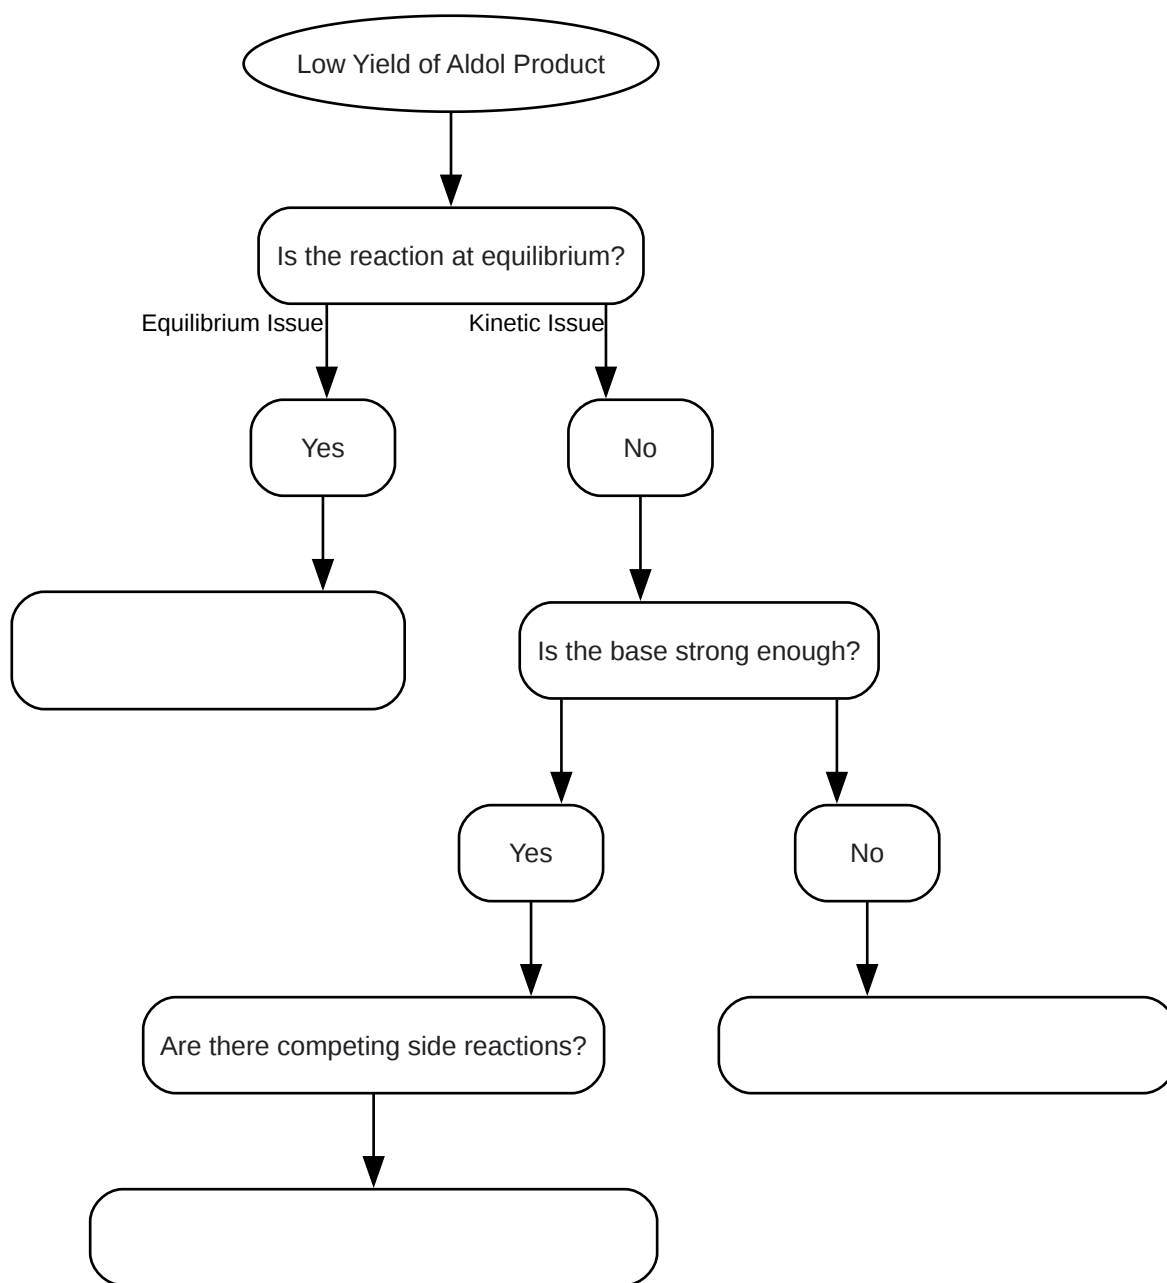 Low Yield of Aldol Product
Is the reaction at equilibrium?
Equilibrium Issue
Kinetic Issue
Yes
No
Is the base strong enough?
Yes
No
Are there competing side reactions?